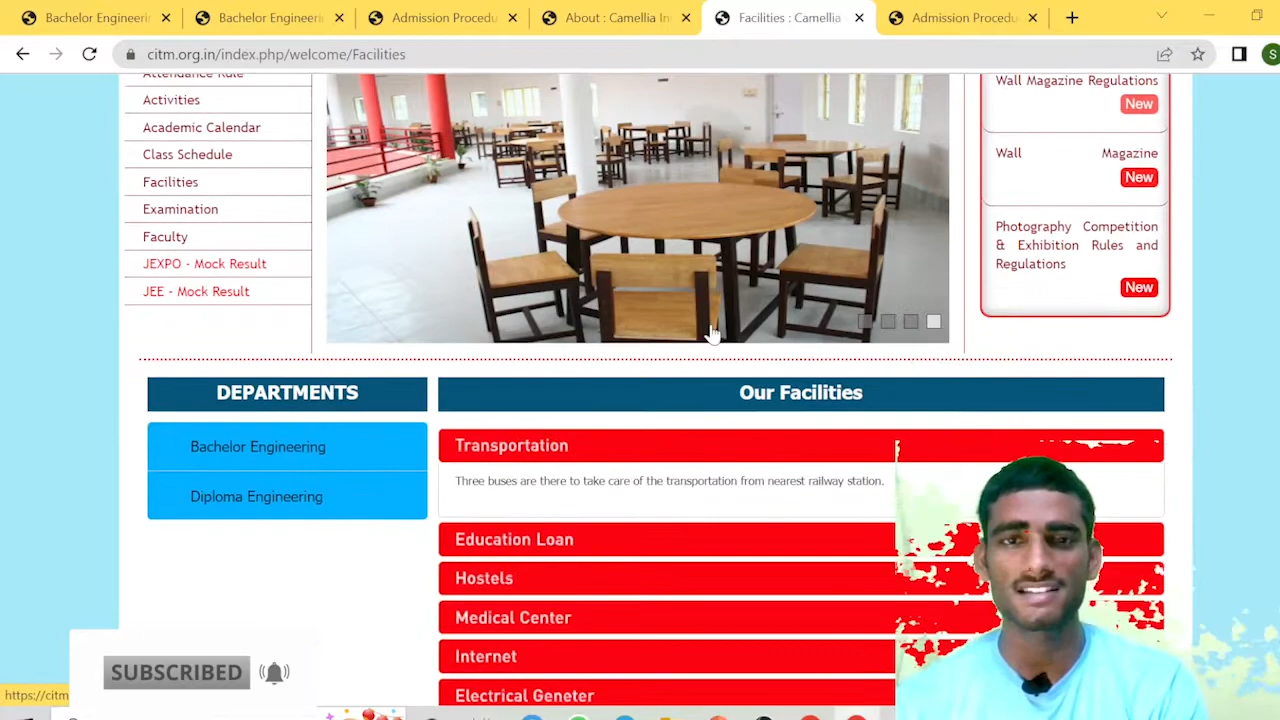 Bachelor Engineerin
Bachelor Engineerin
Admission Procedu
About : Camellia In
Facilities : Camellia
Admission Procedu
citm.org.in/index.php/welcome/Facilities
S
Attendance Rule
Activities
Academic Calendar
Class Schedule
Facilities
Examination
Faculty
JEXPO - Mock Result
JEE - Mock Result
Wall Magazine Regulations
New
Wall Magazine
New
Photography Competition
& Exhibition Rules and
Regulations
New
DEPARTMENTS
Bachelor Engineering
Diploma Engineering
Our Facilities
Transportation
Three buses are there to take care of the transportation from nearest railway station.
Education Loan
Hostels
Medical Center
Internet
Electrical Geneter
SUBSCRIBED
https://citm